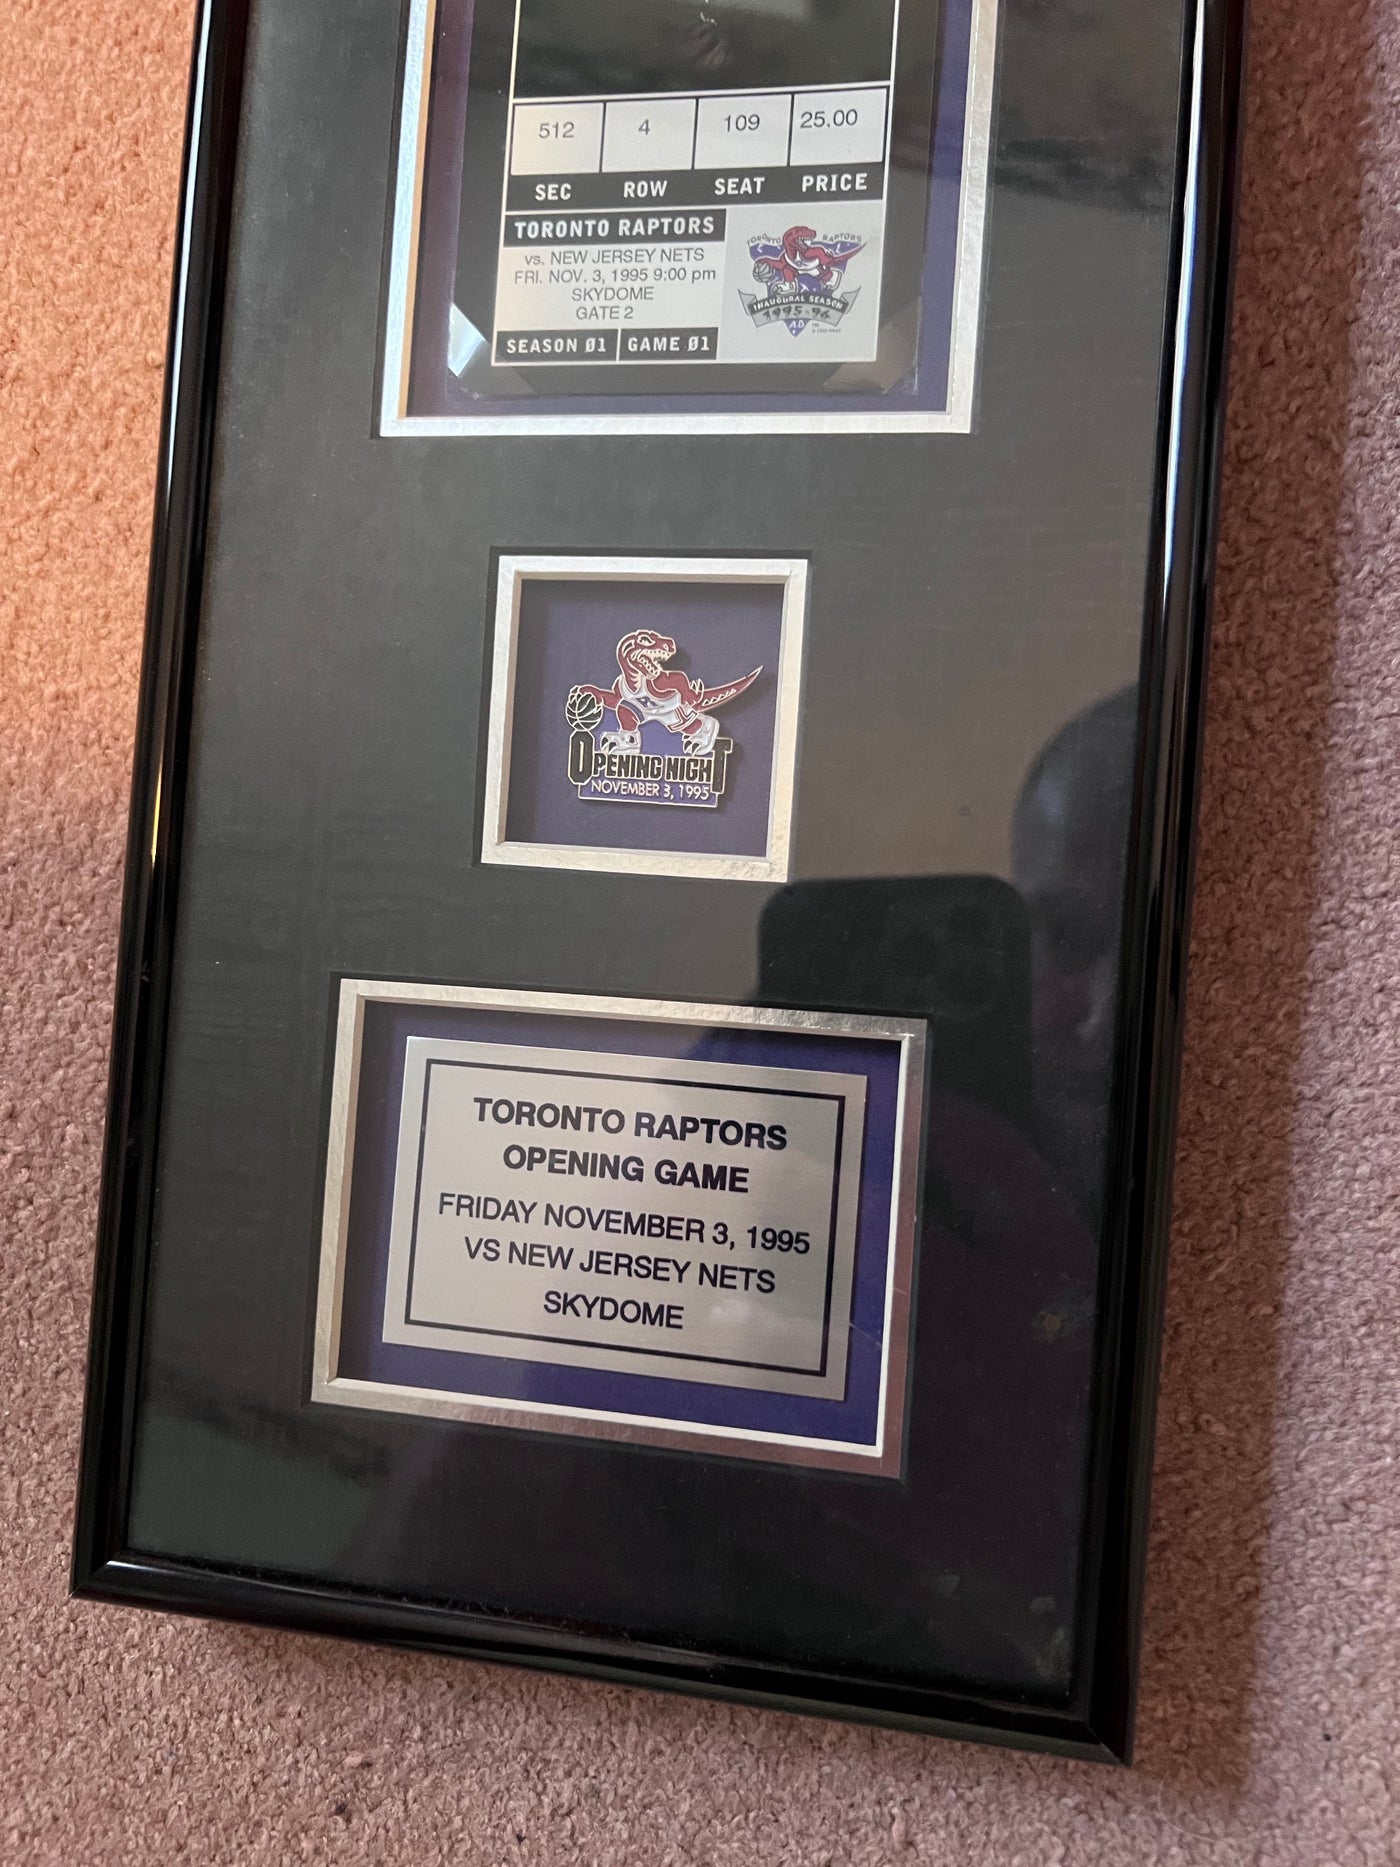 512 4 109 25.00
SEC ROW SEAT PRICE
TORONTO RAPTORS
vs. NEW JERSEY NETS
FRI. NOV. 3, 1995 9:00 pm
SKYDOME
GATE 2
SEASON 01 GAME 01
TORONTO RAPTORS
INAUGURAL SEASON
1995-96
OPENING NIGHT
NOVEMBER 3, 1995
TORONTO RAPTORS
OPENING GAME
FRIDAY NOVEMBER 3, 1995
VS NEW JERSEY NETS
SKYDOME